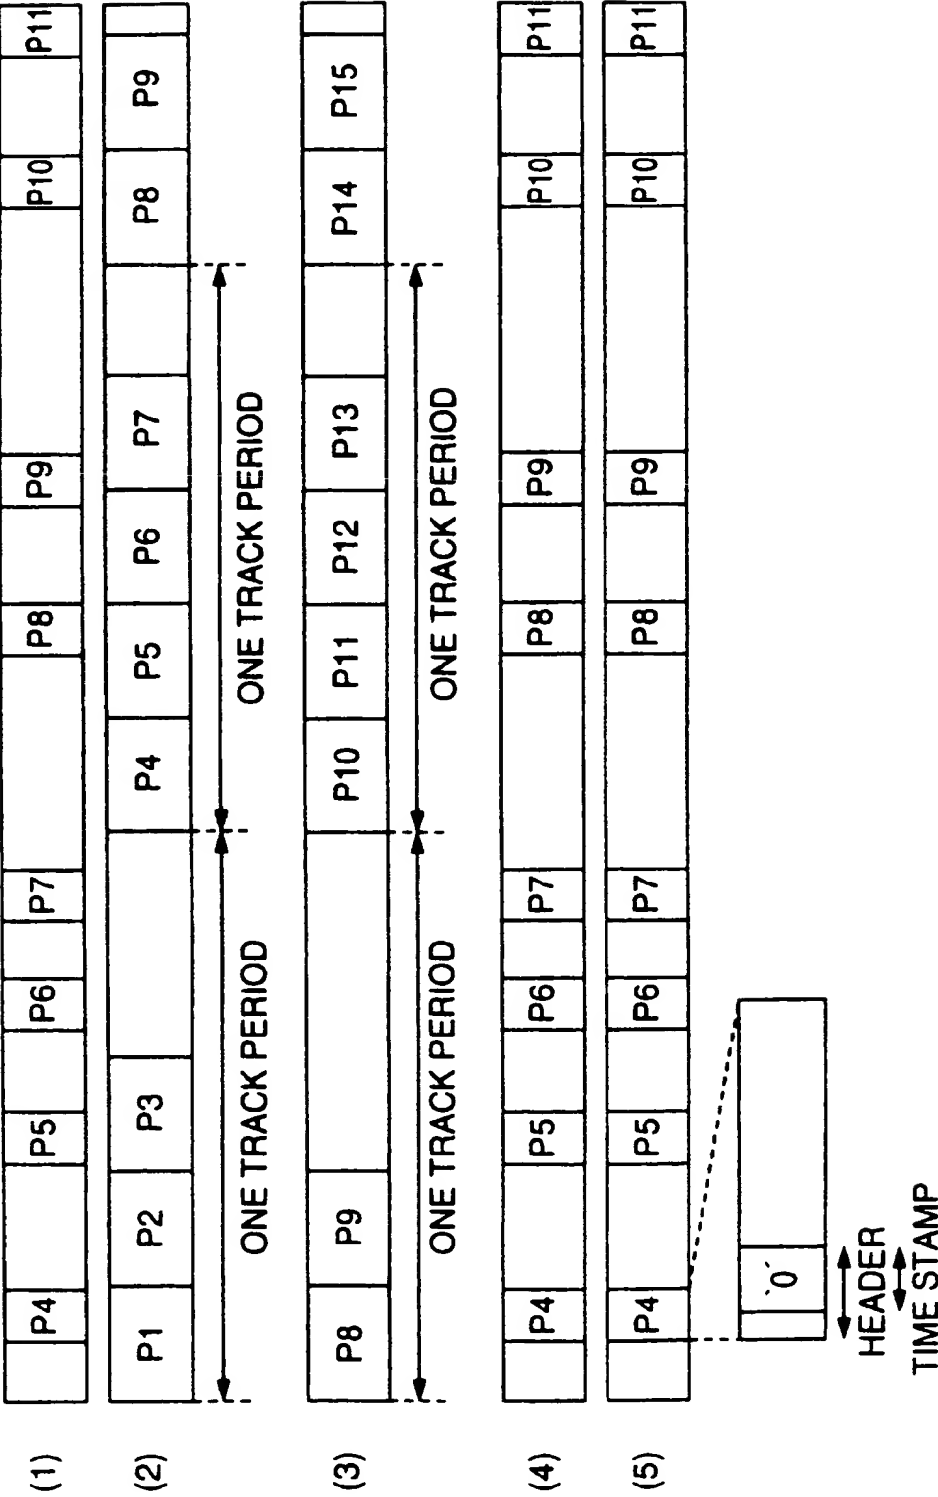 (1) P4 P5 P6 P7 P8 P9 P10 P11
(2) P1 P2 P3 P4 P5 P6 P7 P8 P9
ONE TRACK PERIOD ONE TRACK PERIOD
(3) P8 P9 P10 P11 P12 P13 P14 P15
ONE TRACK PERIOD ONE TRACK PERIOD
(4) P4 P5 P6 P7 P8 P9 P10 P11
(5) P4 P5 P6 P7 P8 P9 P10 P11
'0'
HEADER
TIME STAMP